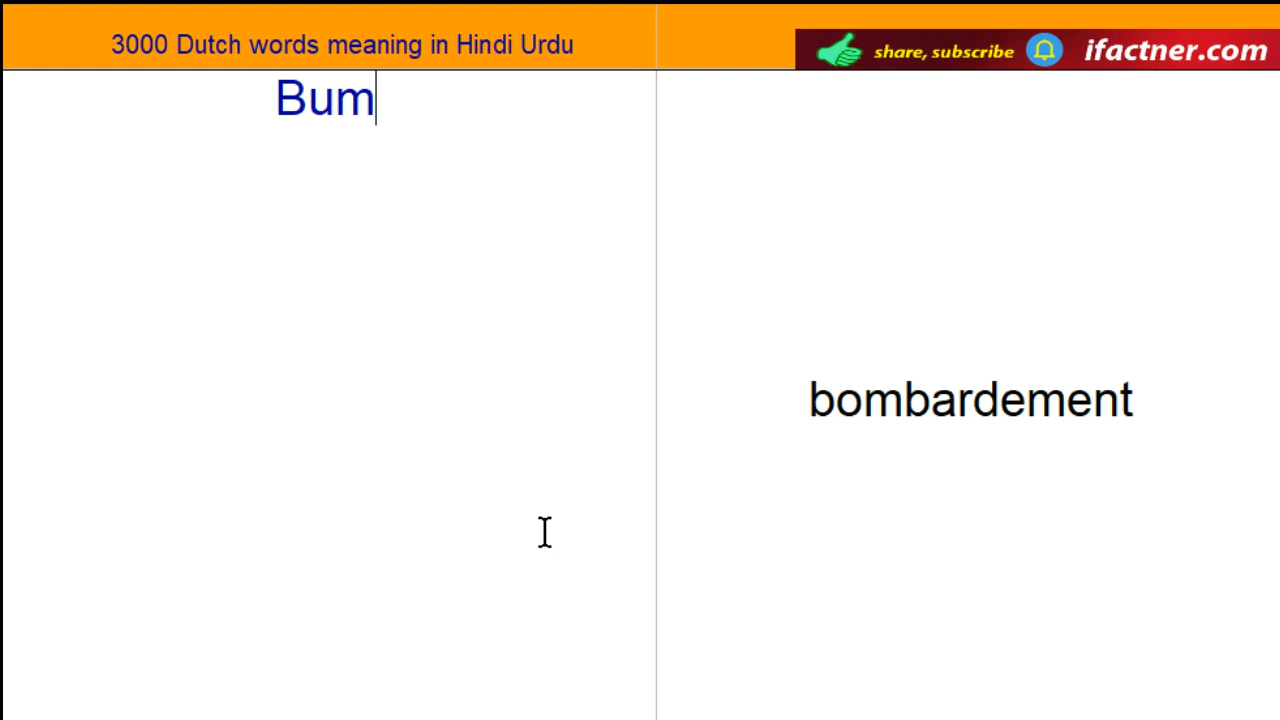 3000 Dutch words meaning in Hindi Urdu
share, subscribe
ifactner.com
Bum
bombardement